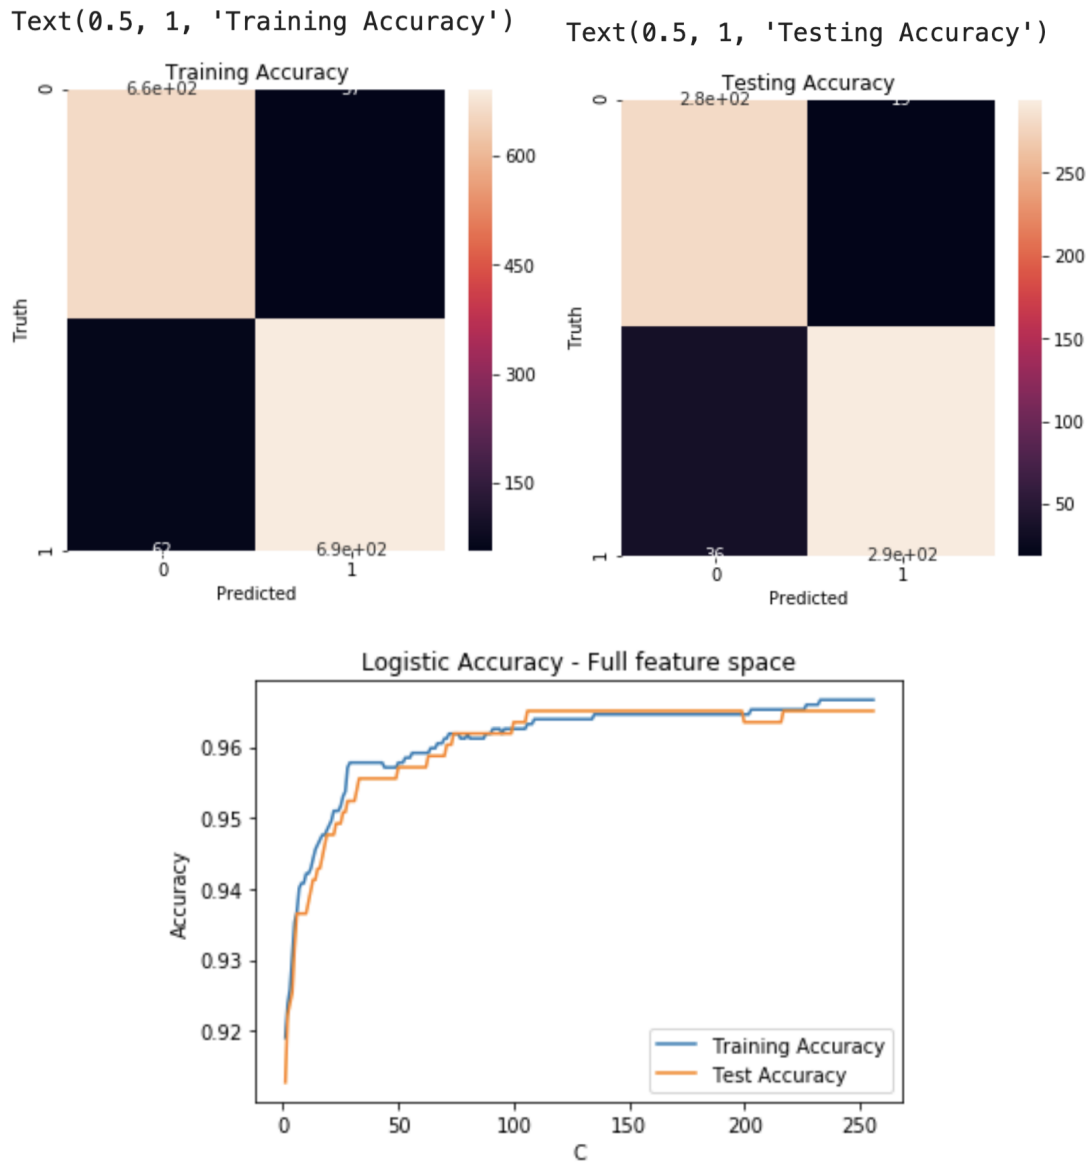 Text(0.5, 1, 'Training Accuracy')
Text(0.5, 1, 'Testing Accuracy')
Training Accuracy
0
6.6e+02
600
450
300
150
Truth
1
62
6.9e+02
0
1
Predicted
Testing Accuracy
0
2.8e+02
19
250
200
150
100
50
Truth
1
36
2.9e+02
0
1
Predicted
Logistic Accuracy - Full feature space
0.96
0.95
0.94
0.93
0.92
Accuracy
Training Accuracy
Test Accuracy
0
50
100
150
200
250
C